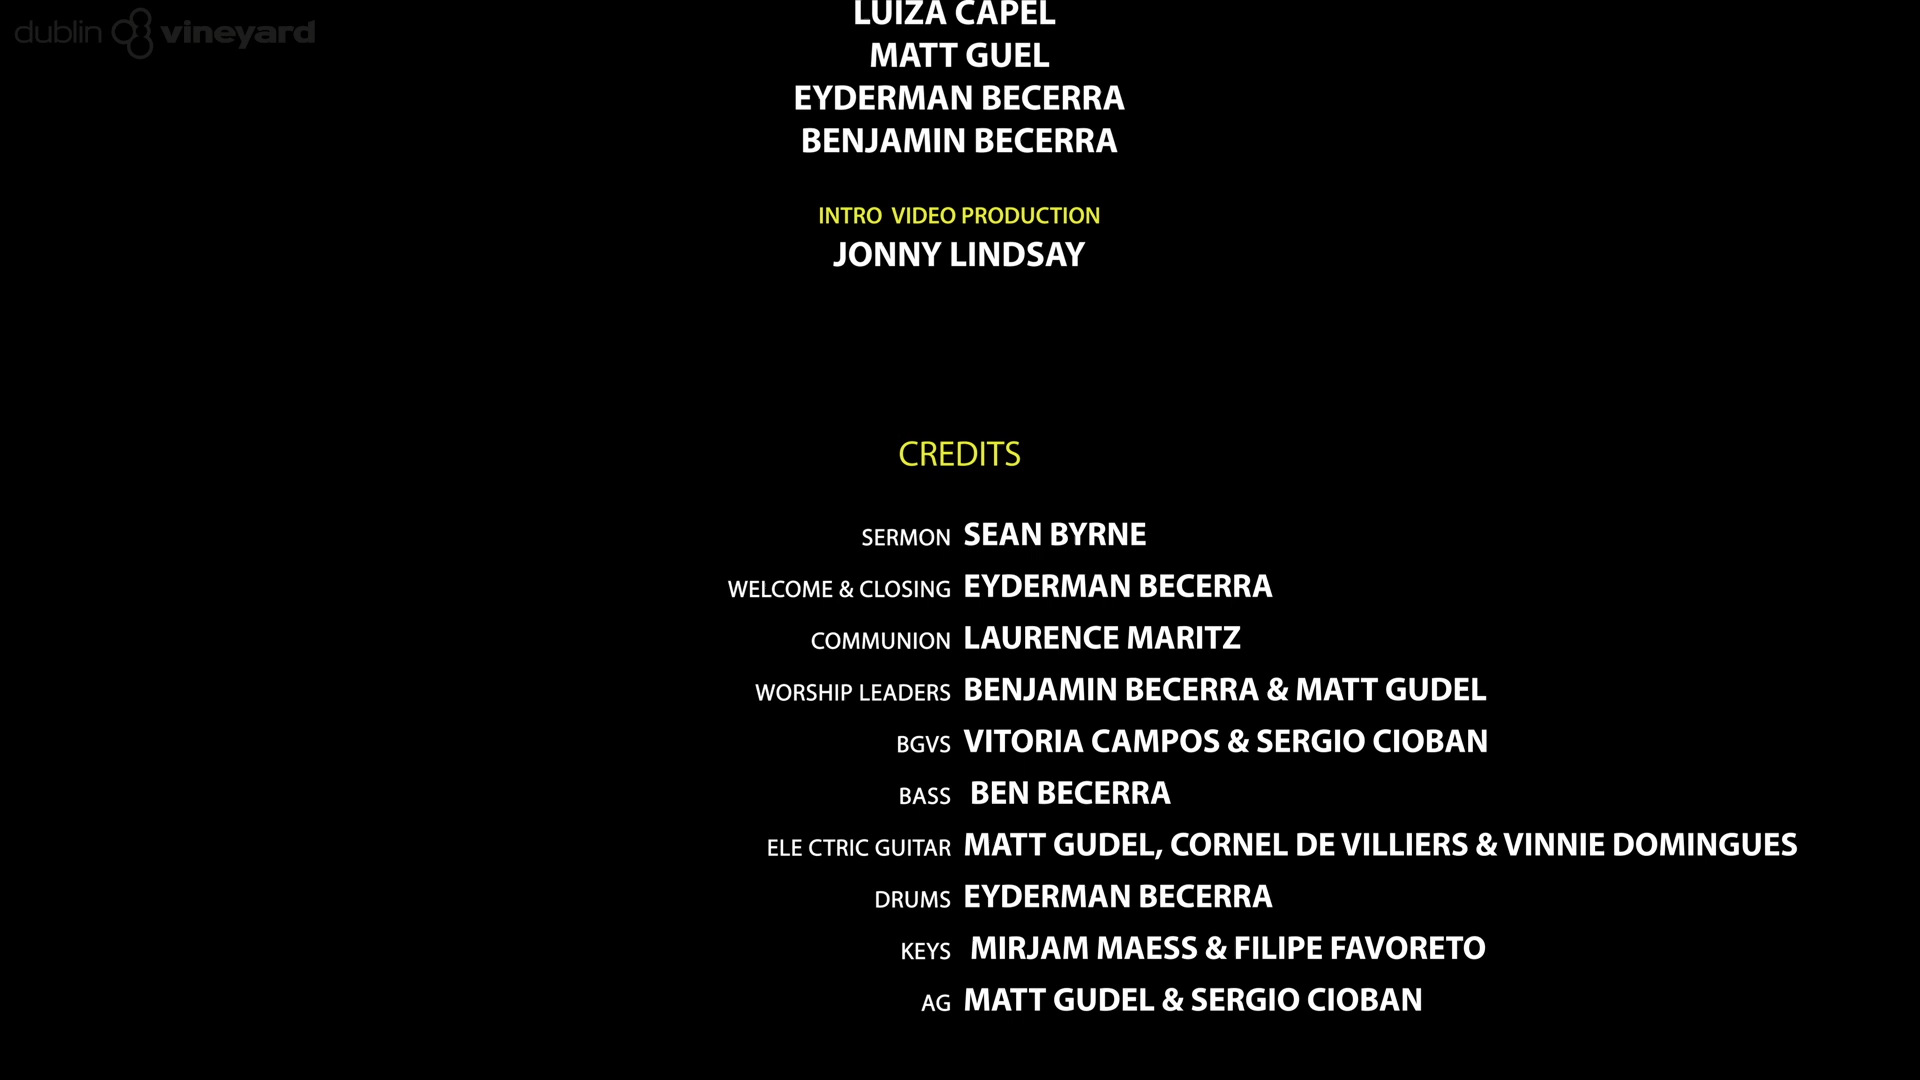 dublin vineyard
LUIZA CAPEL
MATT GUEL
EYDERMAN BECERRA
BENJAMIN BECERRA
INTRO VIDEO PRODUCTION
JONNY LINDSAY
CREDITS
SERMON SEAN BYRNE
WELCOME & CLOSING EYDERMAN BECERRA
COMMUNION LAURENCE MARITZ
WORSHIP LEADERS BENJAMIN BECERRA & MATT GUDEL
BGVS VITORIA CAMPOS & SERGIO CIOBAN
BASS BEN BECERRA
ELE CTRIC GUITAR MATT GUDEL, CORNEL DE VILLIERS & VINNIE DOMINGUES
DRUMS EYDERMAN BECERRA
KEYS MIRJAM MAESS & FILIPE FAVORETO
AG MATT GUDEL & SERGIO CIOBAN